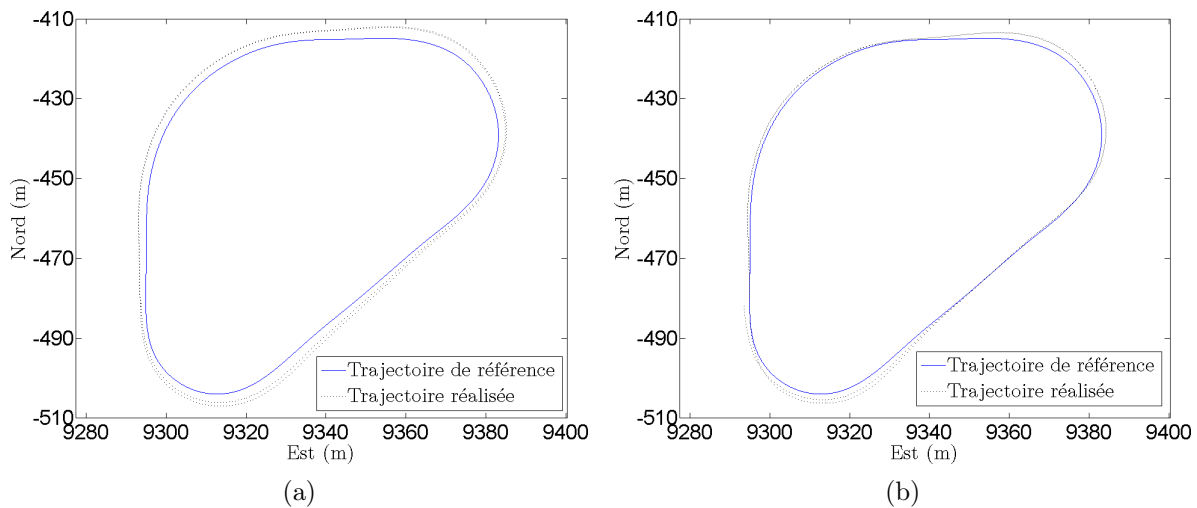 -410
-430
-450
-470
-490
-510
Nord (m)
9280 9300 9320 9340 9360 9380 9400
Est (m)
Trajectoire de référence
Trajectoire réalisée
(a)
-410
-430
-450
-470
-490
-510
Nord (m)
9280 9300 9320 9340 9360 9380 9400
Est (m)
Trajectoire de référence
Trajectoire réalisée
(b)